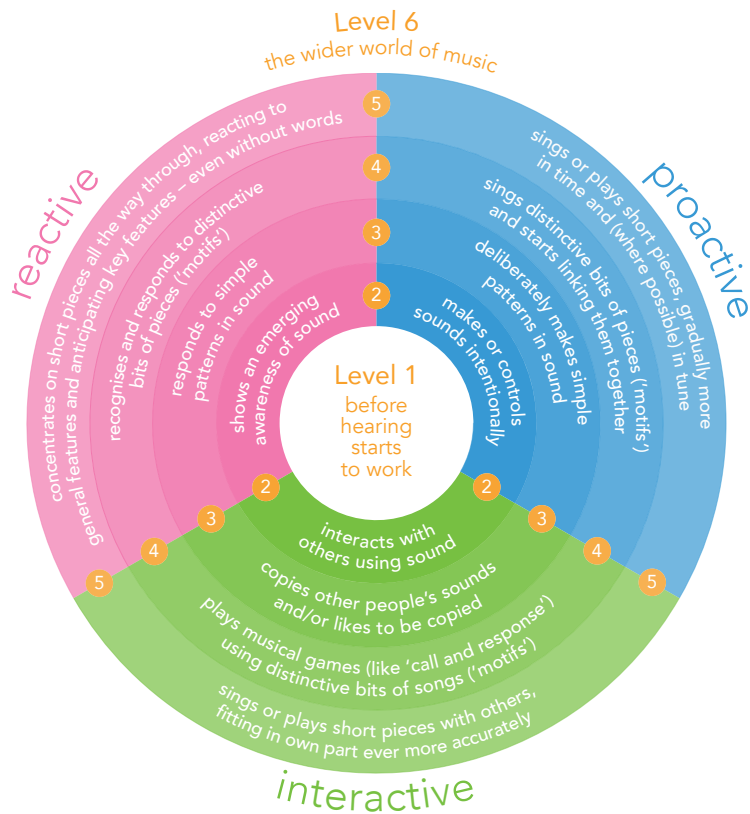 Level 6
the wider world of music
reactive
proactive
interactive
5
4
3
2
concentrates on short pieces all the way through, reacting to
general features and anticipating key features – even without words
recognises and responds to distinctive
bits of pieces (‘motifs’)
responds to simple
patterns in sound
shows an emerging
awareness of sound
sings or plays short pieces, gradually more
in time and (where possible) in tune
sings distinctive bits of pieces (‘motifs’)
and starts linking them together
deliberately makes simple
patterns in sound
makes or controls
sounds intentionally
Level 1
before
hearing
starts
to work
2
3
4
5
2
3
4
5
interacts with
others using sound
copies other people’s sounds
and/or likes to be copied
plays musical games (like ‘call and response’)
using distinctive bits of songs (‘motifs’)
sings or plays short pieces with others,
fitting in own part ever more accurately